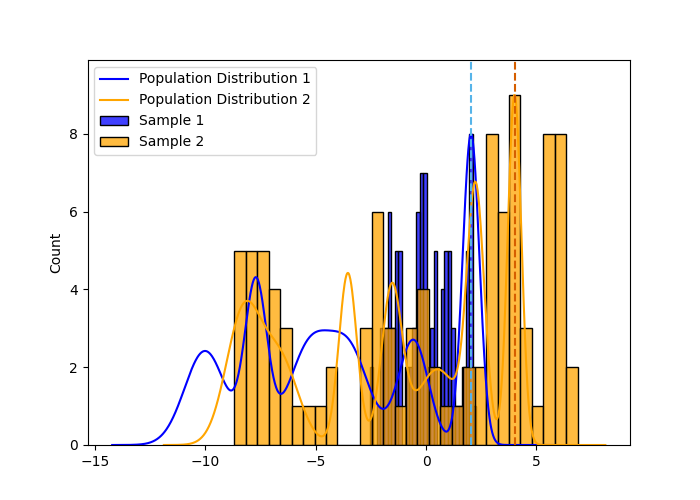 Population Distribution 1
Population Distribution 2
Sample 1
Sample 2
Count
8
6
4
2
0
−15
−10
−5
0
5